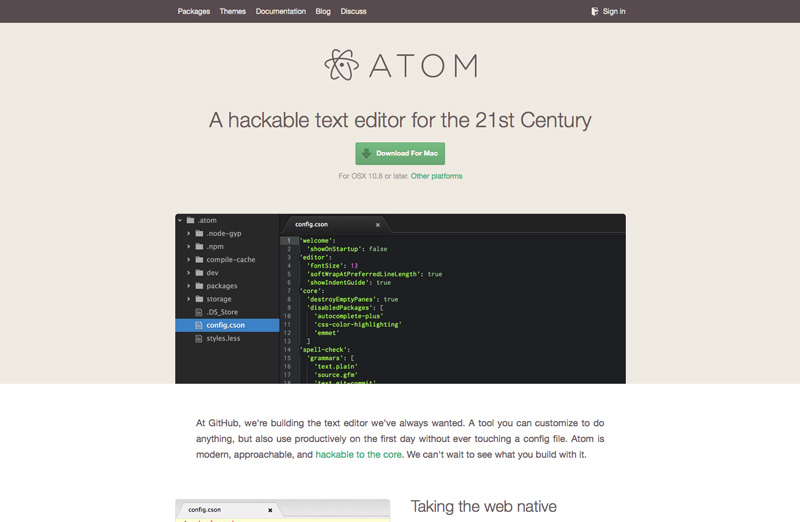 Packages Themes Documentation Blog Discuss Sign in
ATOM
A hackable text editor for the 21st Century
Download For Mac
For OSX 10.8 or later. Other platforms
.atom
.node-gyp
.npm
compile-cache
dev
packages
storage
.DS_Store
config.cson
styles.less
config.cson
1 'welcome':
2 'showOnStartup': false
3 'editor':
4 'fontSize': 13
5 'softWrapAtPreferredLineLength': true
6 'showIndentGuide': true
7 'core':
8 'destroyEmptyPanes': true
9 'disabledPackages': [
10 'autocomplete-plus'
11 'css-color-highlighting'
12 'emmet'
13 ]
14 'spell-check':
15 'grammars': [
16 'text.plain'
17 'source.gfm'
18 'text.git-commit'
At GitHub, we're building the text editor we've always wanted. A tool you can customize to do
anything, but also use productively on the first day without ever touching a config file. Atom is
modern, approachable, and hackable to the core. We can't wait to see what you build with it.
config.cson
Taking the web native